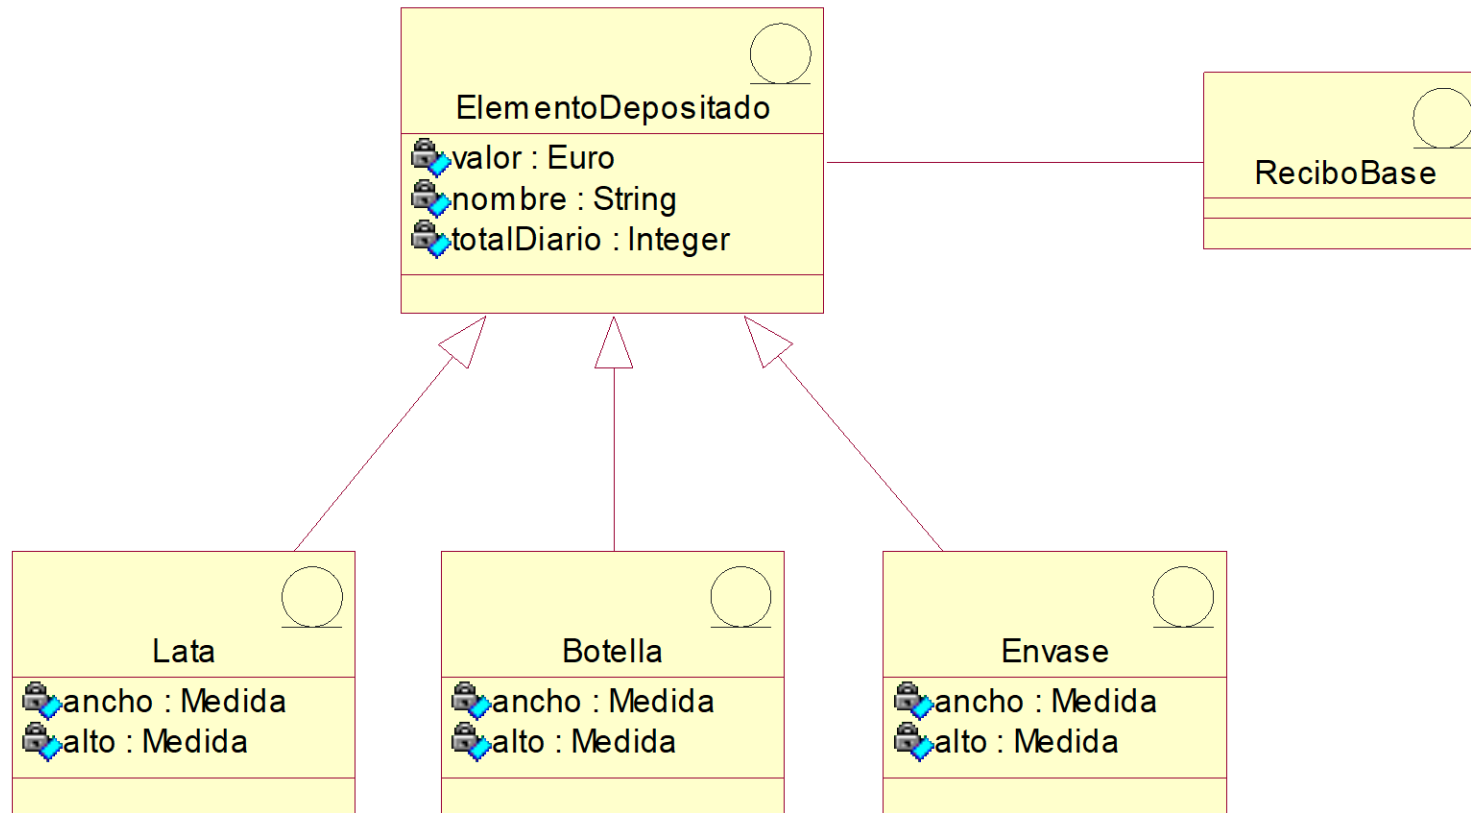 ElementoDepositado
valor : Euro
nombre : String
totalDiario : Integer
ReciboBase
Lata
ancho : Medida
alto : Medida
Botella
ancho : Medida
alto : Medida
Envase
ancho : Medida
alto : Medida